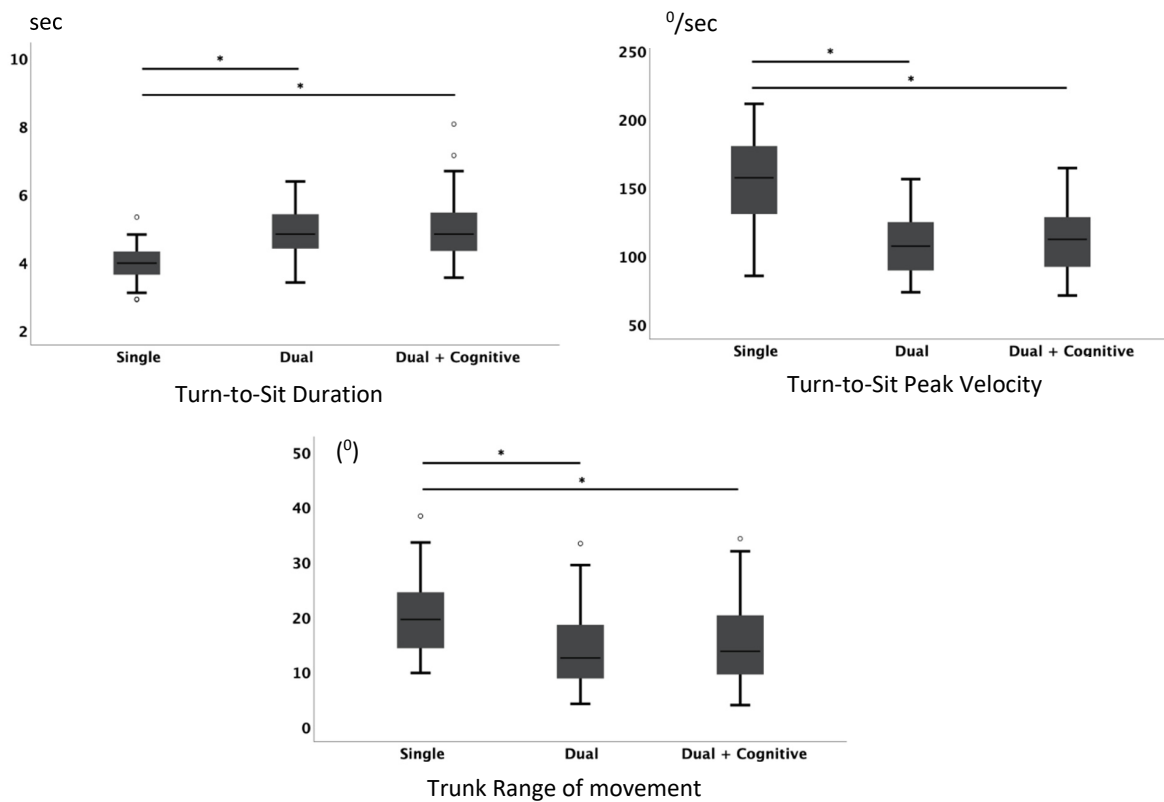 sec
10
*
*
8
6
4
2
Single Dual Dual + Cognitive
Turn-to-Sit Duration
⁰/sec
250
*
*
200
150
100
50
Single Dual Dual + Cognitive
Turn-to-Sit Peak Velocity
(⁰)
50
*
*
40
30
20
10
0
Single Dual Dual + Cognitive
Trunk Range of movement